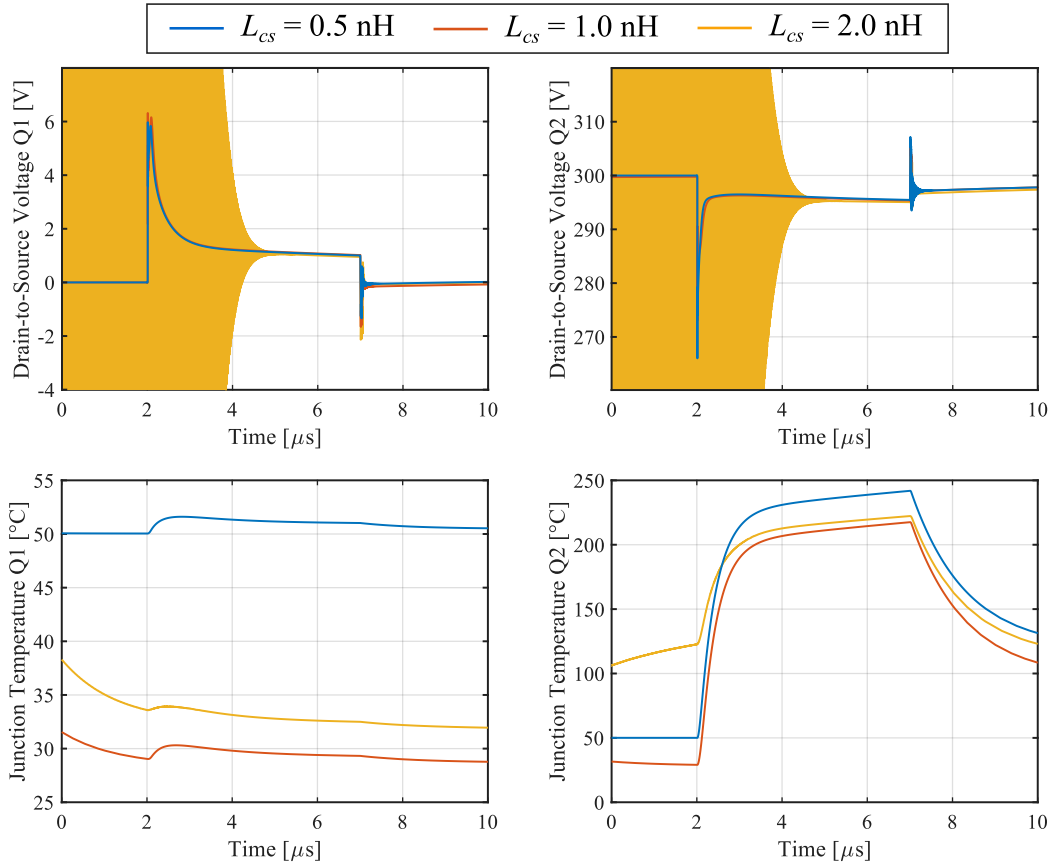 L_cs = 0.5 nH L_cs = 1.0 nH L_cs = 2.0 nH
Drain-to-Source Voltage Q1 [V]
6
4
2
0
-2
-4
0 2 4 6 8 10
Time [μs]
Drain-to-Source Voltage Q2 [V]
310
300
290
280
270
0 2 4 6 8 10
Time [μs]
Junction Temperature Q1 [°C]
55
50
45
40
35
30
25
0 2 4 6 8 10
Time [μs]
Junction Temperature Q2 [°C]
250
200
150
100
50
0
0 2 4 6 8 10
Time [μs]